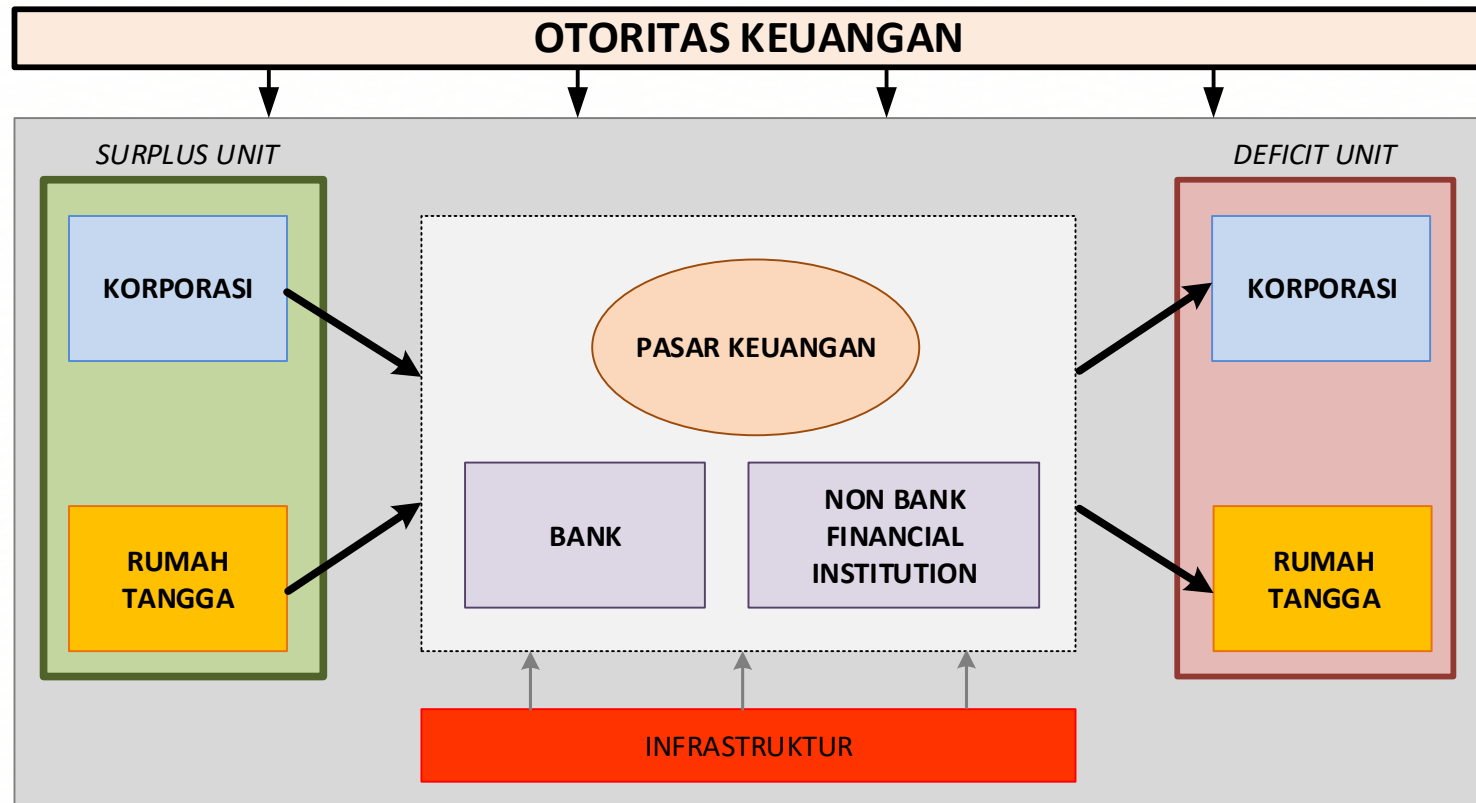 OTORITAS KEUANGAN
SURPLUS UNIT
DEFICIT UNIT
KORPORASI
PASAR KEUANGAN
KORPORASI
RUMAH
TANGGA
BANK
NON BANK
FINANCIAL
INSTITUTION
RUMAH
TANGGA
INFRASTRUKTUR